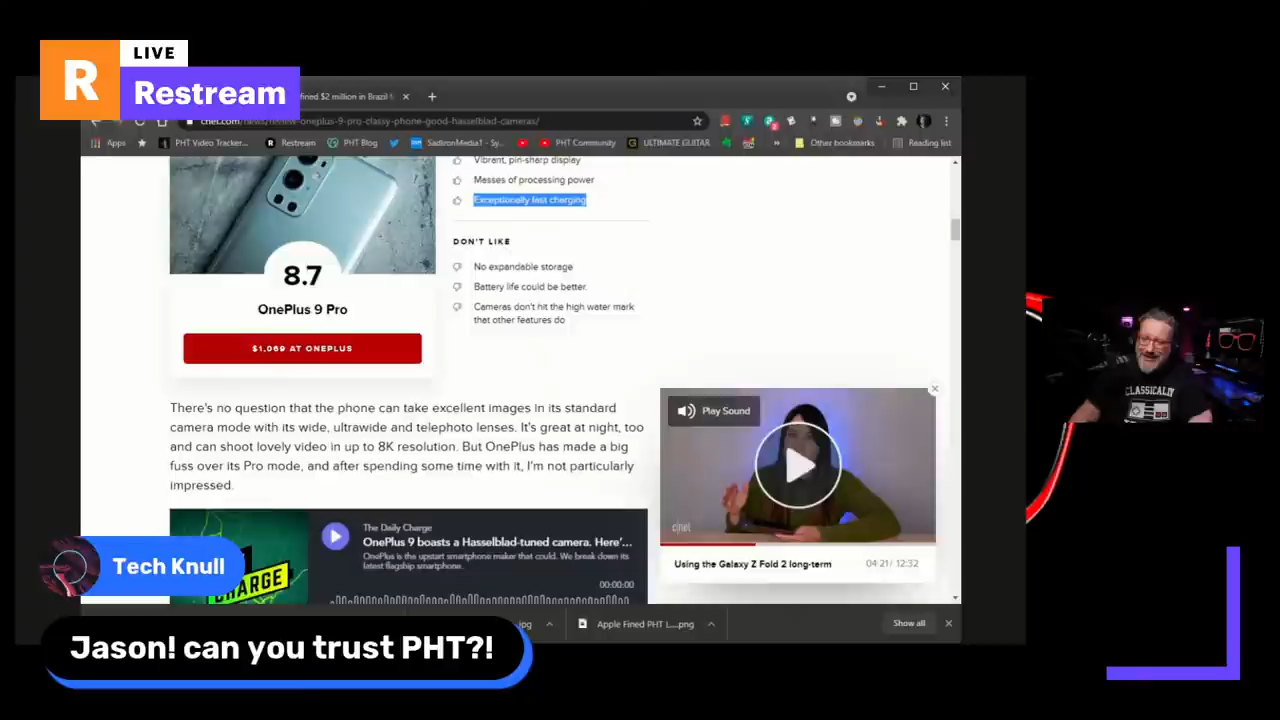 R
LIVE
Restream
fined $2 million in Brazil
cnet.com/news/review-oneplus-9-pro-classy-phone-good-hasselblad-cameras/
Apps
PHT Video Tracker...
Restream
PHT Blog
SadironMedia1 - Sy...
PHT Community
ULTIMATE GUITAR
Other bookmarks
Reading list
Vibrant, pin-sharp display
Masses of processing power
Exceptionally fast charging
DON'T LIKE
No expandable storage
Battery life could be better.
Cameras don't hit the high water mark
that other features do
8.7
OnePlus 9 Pro
$1,069 AT ONEPLUS
There's no question that the phone can take excellent images in its standard
camera mode with its wide, ultrawide and telephoto lenses. It's great at night, too
and can shoot lovely video in up to 8K resolution. But OnePlus has made a big
fuss over its Pro mode, and after spending some time with it, I'm not particularly
impressed.
Play Sound
cnet
Using the Galaxy Z Fold 2 long-term
04:21 / 12:32
The Daily Charge
OnePlus 9 boasts a Hasselblad-tuned camera. Here'...
OnePlus is the upstart smartphone maker that could. We break down its
latest flagship smartphone.
00:00:00
CHARGE
CLASSICALLY
.jpg
Apple Fined PHT L....png
Show all
Tech Knull
Jason! can you trust PHT?!